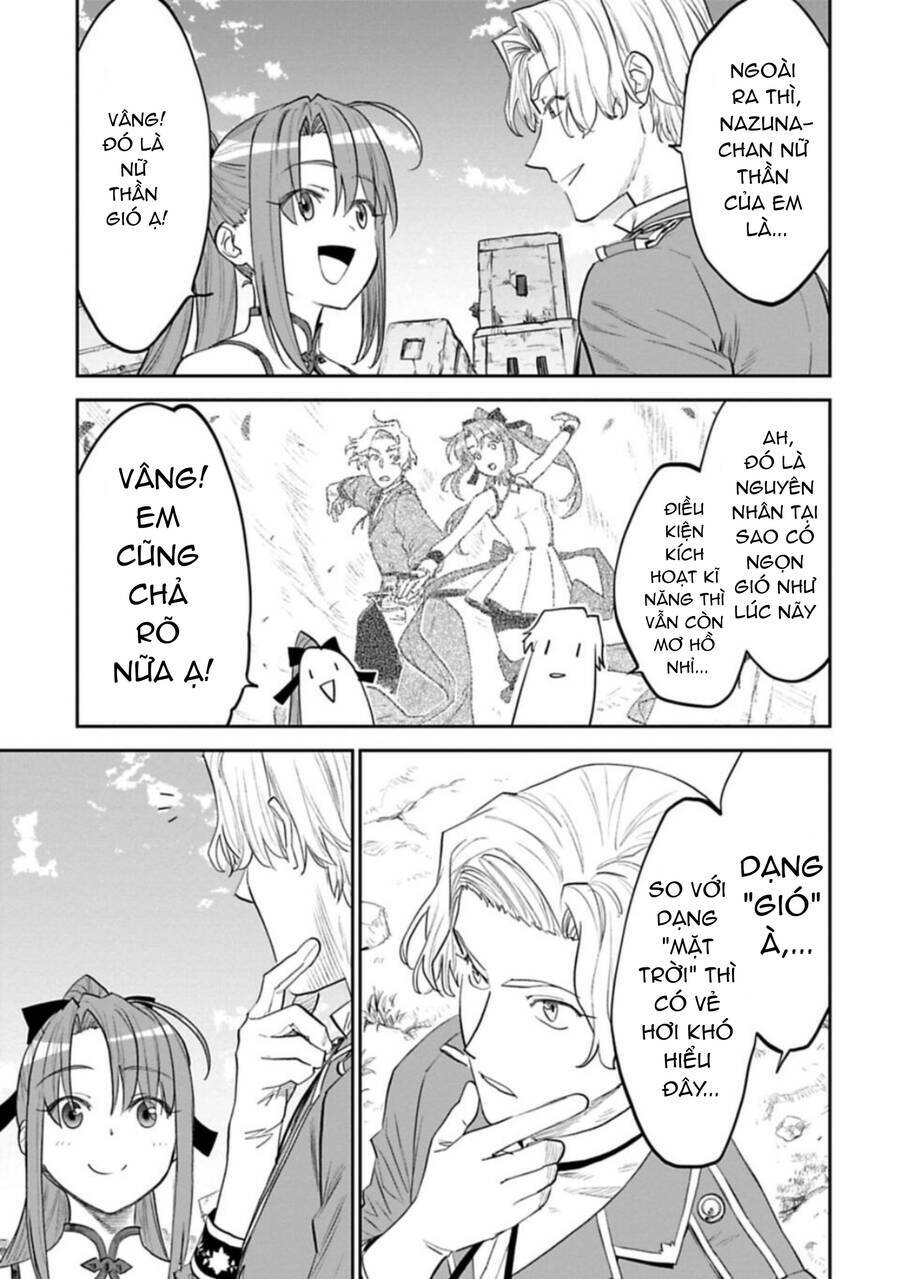 NGOÀI
RA THÌ,
NAZUNA-
CHAN NỮ
THẦN
CỦA EM
LÀ...
VÂNG!
ĐÓ LÀ
NỮ
THẦN
GIÓ Ạ!
AH,
ĐÓ LÀ
NGUYÊN
NHÂN TẠI
SAO CÓ
NGỌN
GIÓ NHƯ
LÚC NÃY
ĐIỀU
KIỆN
KÍCH
HOẠT KĨ
NĂNG THÌ
VẪN CÒN
MƠ HỒ
NHỈ...
VÂNG!
EM
CŨNG
CHẢ
RÕ
NỮA Ạ!
DẠNG
"GIÓ"
À,...
SO VỚI
DẠNG
"MẶT
TRỜI" THÌ
CÓ VẺ
HƠI KHÓ
HIỂU
ĐÂY...